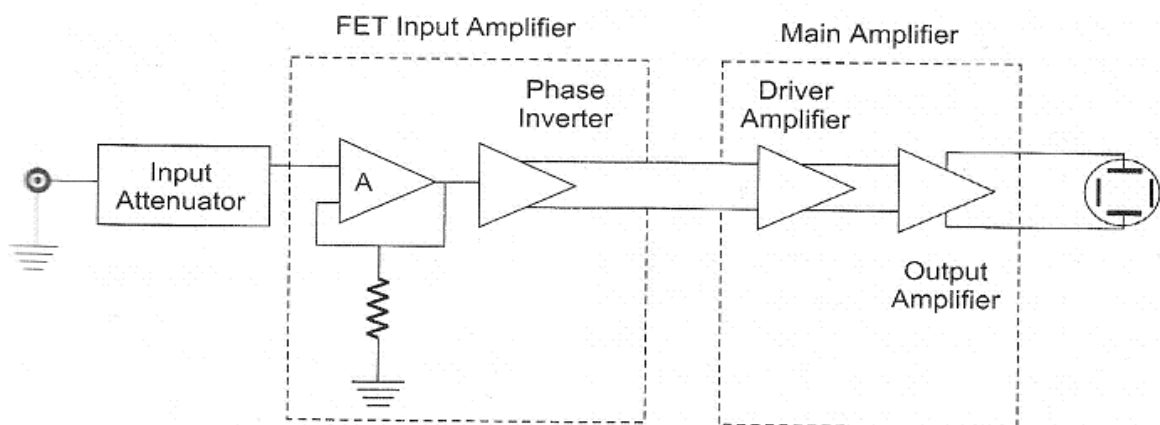 FET Input Amplifier
Main Amplifier
Phase
Inverter
Driver
Amplifier
Input
Attenuator
A
Output
Amplifier